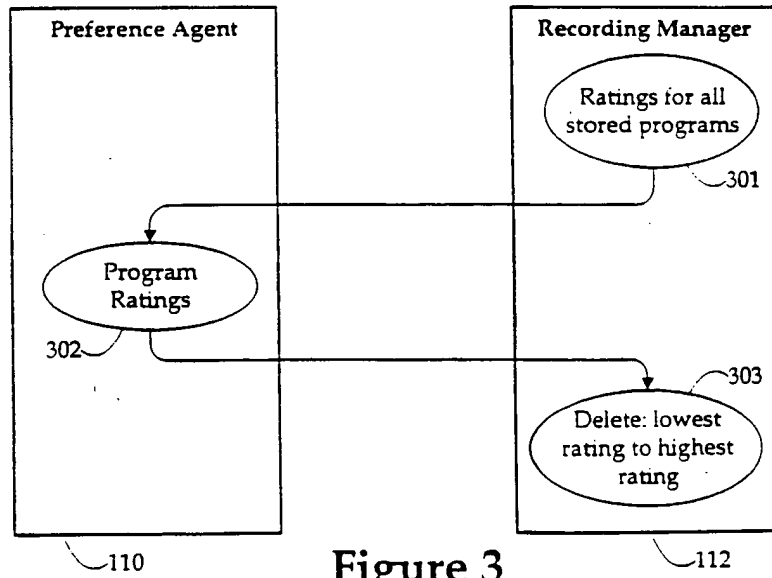 Preference Agent
Recording Manager
Ratings for all
stored programs
301
Program
Ratings
302
303
Delete: lowest
rating to highest
rating
110
Figure 3
112